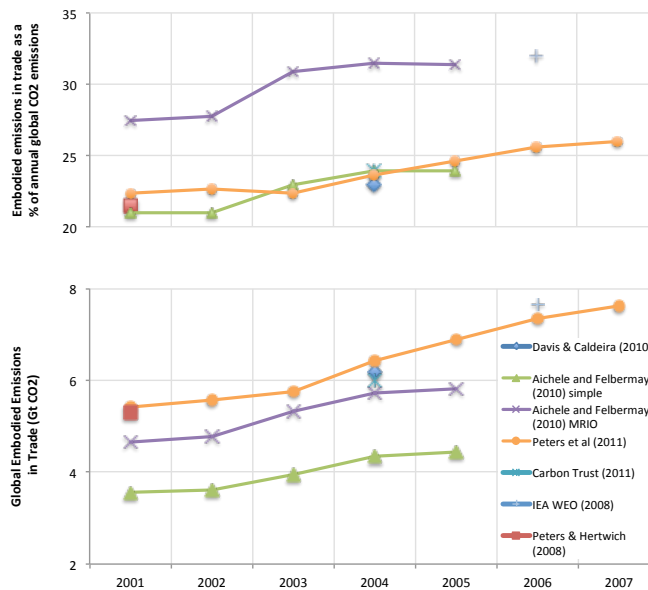 Embodied emissions in trade as a
% of annual global CO2 emissions
35
30
25
20
Global Embodied Emissions
in Trade (Gt CO2)
8
6
4
2
Davis & Caldeira (2010
Aichele and Felbermay
(2010) simple
Aichele and Felbermay
(2010) MRIO
Peters et al (2011)
Carbon Trust (2011)
IEA WEO (2008)
Peters & Hertwich
(2008)
2001 2002 2003 2004 2005 2006 2007